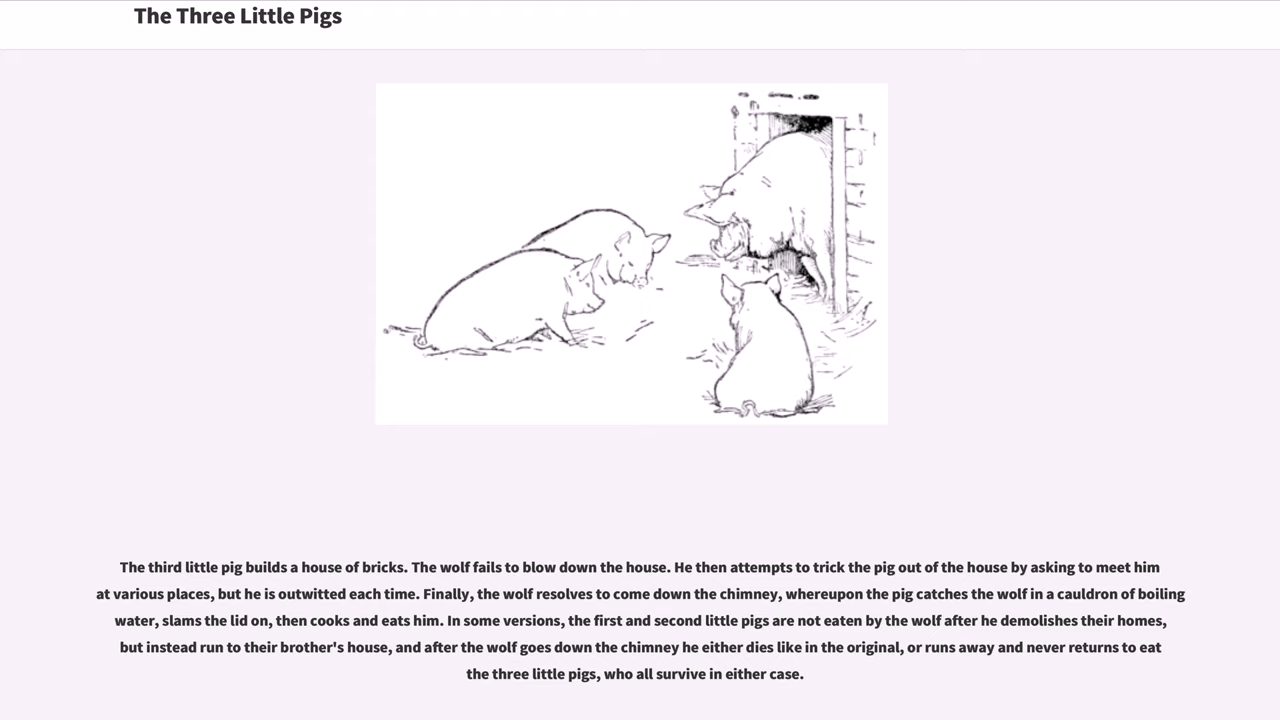 The Three Little Pigs
The third little pig builds a house of bricks. The wolf fails to blow down the house. He then attempts to trick the pig out of the house by asking to meet him
at various places, but he is outwitted each time. Finally, the wolf resolves to come down the chimney, whereupon the pig catches the wolf in a cauldron of boiling
water, slams the lid on, then cooks and eats him. In some versions, the first and second little pigs are not eaten by the wolf after he demolishes their homes,
but instead run to their brother's house, and after the wolf goes down the chimney he either dies like in the original, or runs away and never returns to eat
the three little pigs, who all survive in either case.